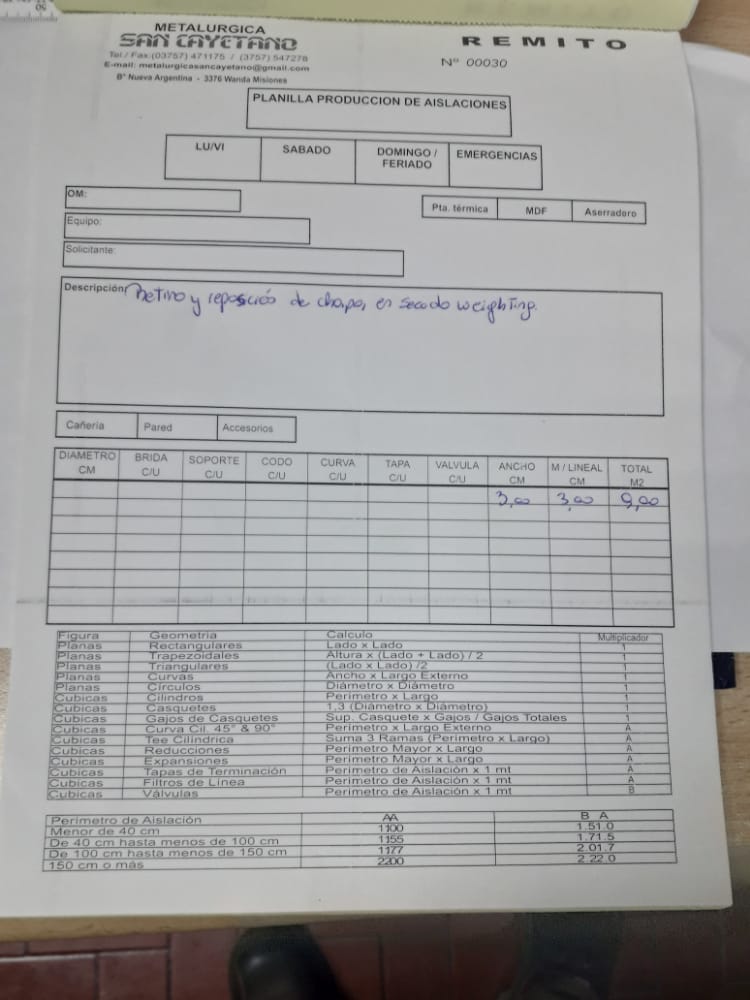 METALURGICA
SAN CAYETANO
Tel / Fax:(03757) 471175 / (3757) 547278
E-mail: metalurgicasancayetano@gmail.com
B° Nueva Argentina - 3376 Wanda Misiones
REMITO
N° 00030
PLANILLA PRODUCCION DE AISLACIONES
LU/VI SABADO DOMINGO / FERIADO EMERGENCIAS
OM:
Pta. térmica MDF Aserradero
Equipo:
Solicitante:
Descripción: Retiro y reposició de chapa, en secado weighting.
Cañería Pared Accesorios
DIAMETRO CM BRIDA C/U SOPORTE C/U CODO C/U CURVA C/U TAPA C/U VALVULA C/U ANCHO CM M / LINEAL CM TOTAL M2
3,00 3,00 9,00
Figura Geometria Calculo Multiplicador
Planas Rectangulares Lado x Lado 1
Planas Trapezoidales Altura x (Lado + Lado) / 2 1
Planas Triangulares (Lado x Lado) /2 1
Planas Curvas Ancho x Largo Externo 1
Planas Círculos Diámetro x Diámetro 1
Cubicas Cilindros Perimetro x Largo 1
Cubicas Casquetes 1,3 (Diámetro x Diámetro) 1
Cubicas Gajos de Casquetes Sup. Casquete x Gajos / Gajos Totales 1
Cubicas Curva Cil. 45° & 90° Perimetro x Largo Externo A
Cubicas Tee Cilíndrica Suma 3 Ramas (Perimetro x Largo) A
Cubicas Reducciones Perimetro Mayor x Largo A
Cubicas Expansiones Perimetro Mayor x Largo A
Cubicas Tapas de Terminación Perimetro de Aislación x 1 mt A
Cubicas Filtros de Línea Perimetro de Aislación x 1 mt A
Cubicas Válvulas Perimetro de Aislación x 1 mt B
Perimetro de Aislación AA B A
Menor de 40 cm 1100 1.51.0
De 40 cm hasta menos de 100 cm 1155 1.71.5
De 100 cm hasta menos de 150 cm 1177 2.01.7
150 cm o más 2200 2.22.0